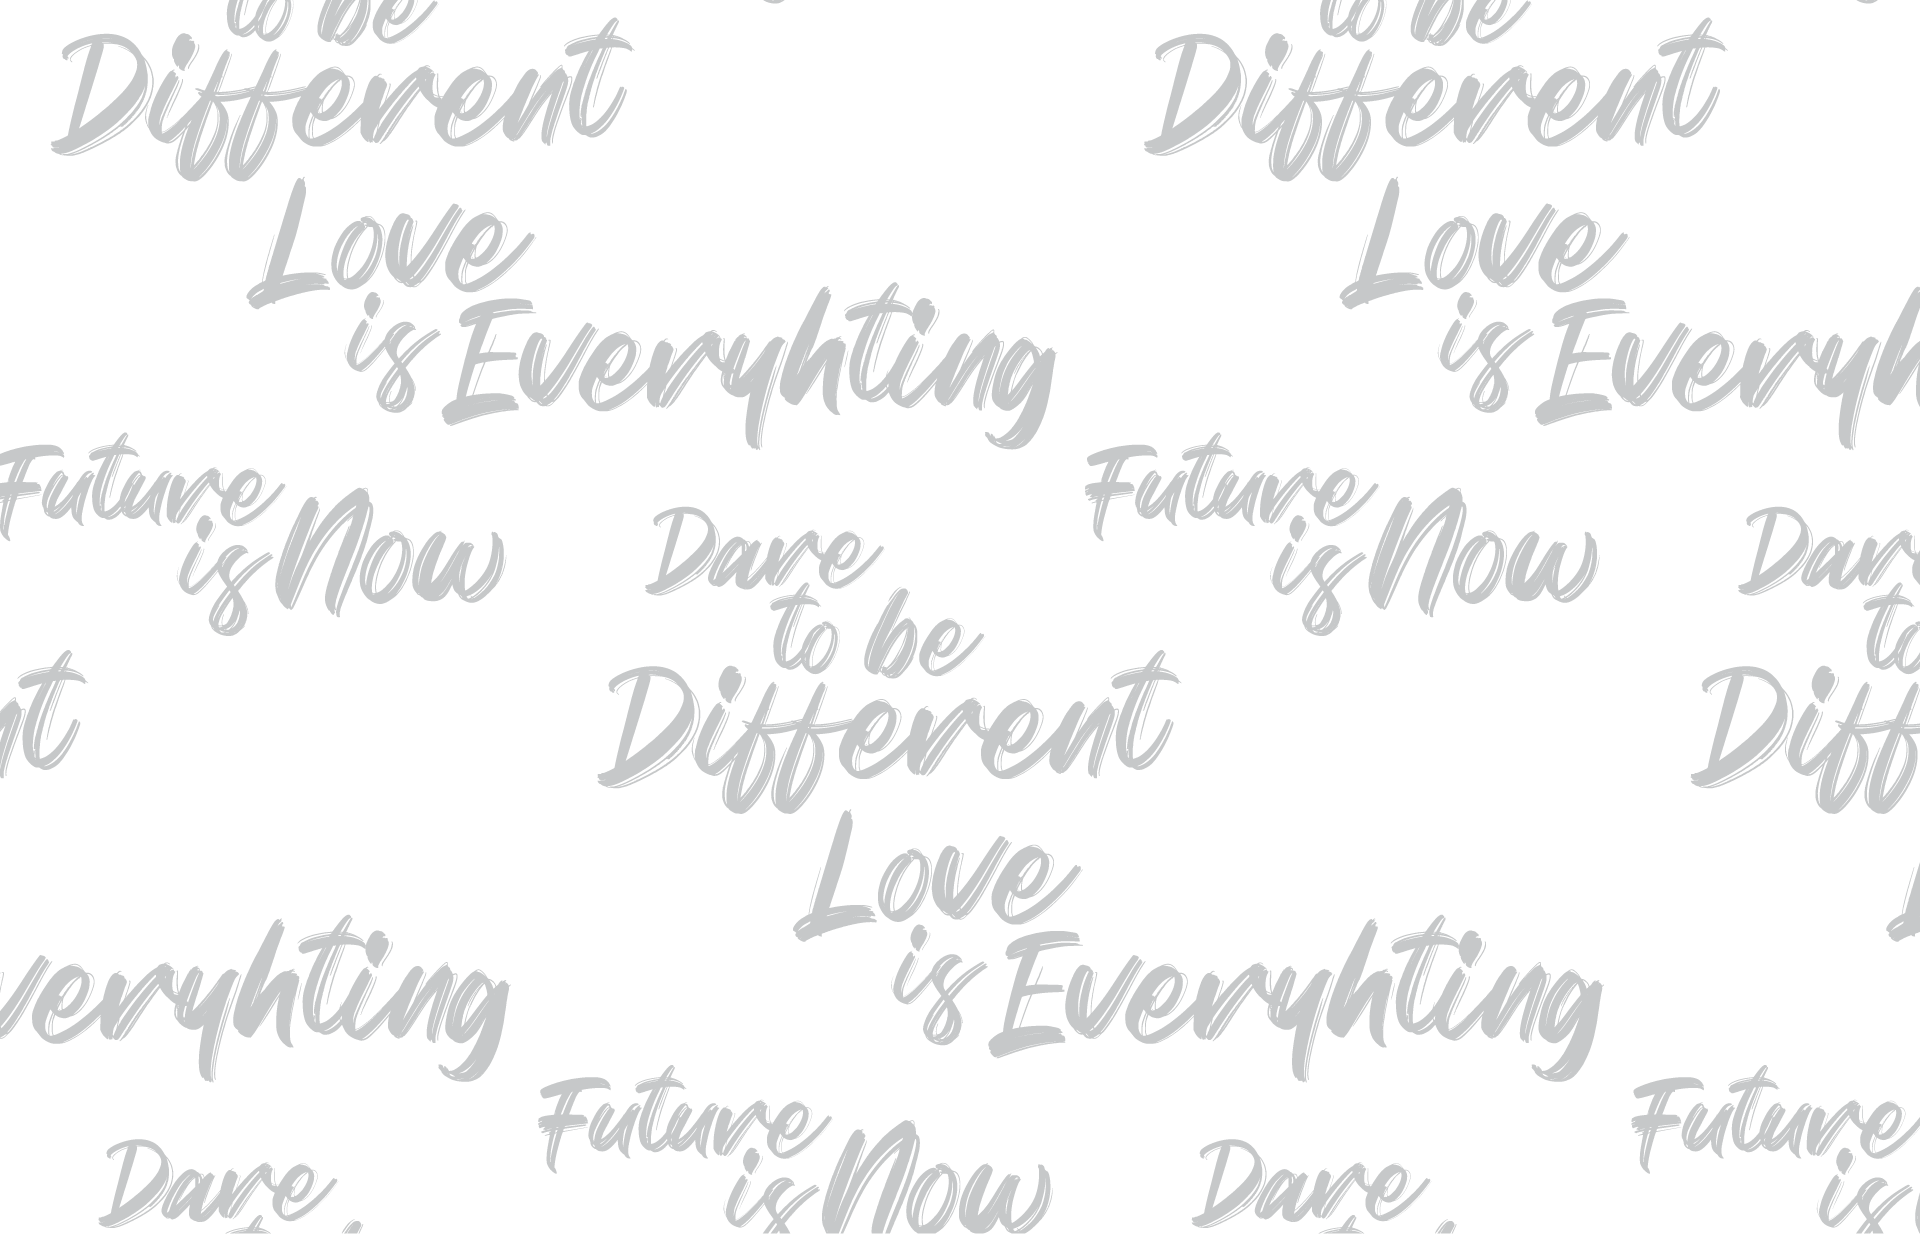 to be
to be
Different
Different
Love
Love
is Everyhting
is Everyh
Future
Future
is Now
is Now
Dare
Dare
to be
to
Different
Diff
nt
Love
is Everyhting
veryhting
Future
Future
is Now
is
Dare
Dare